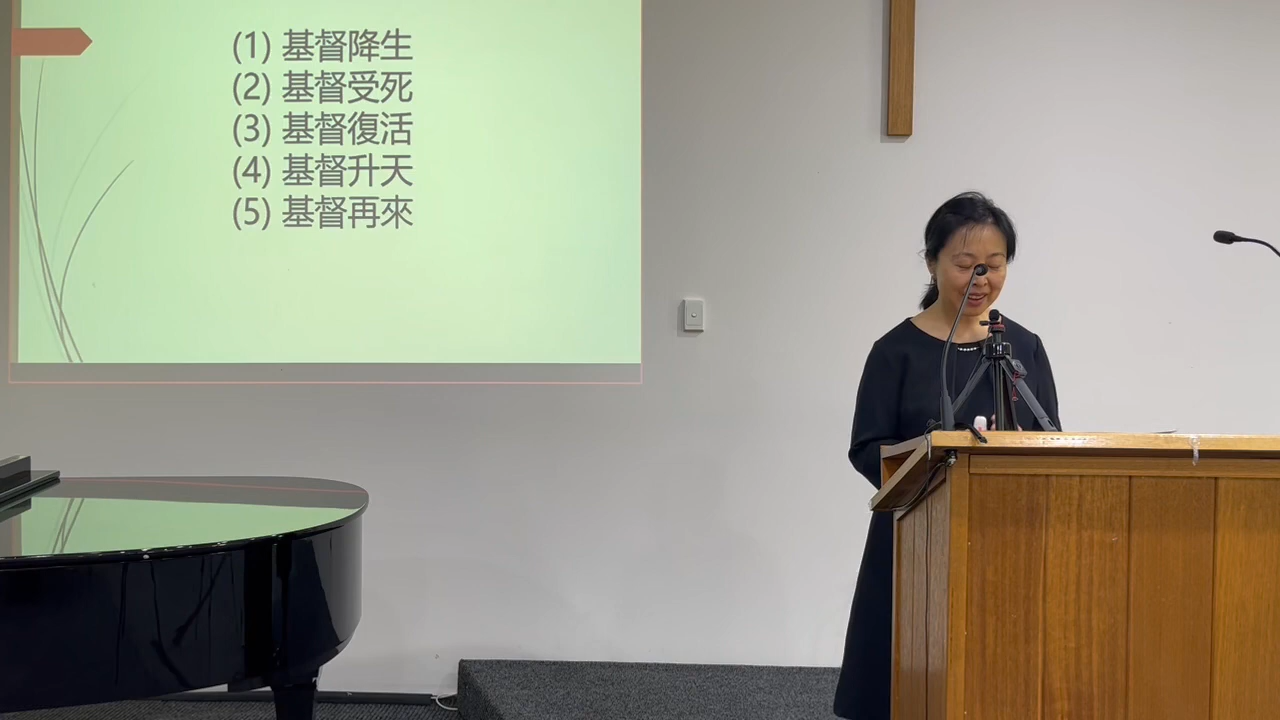 (1) 基督降生
(2) 基督受死
(3) 基督復活
(4) 基督升天
(5) 基督再來